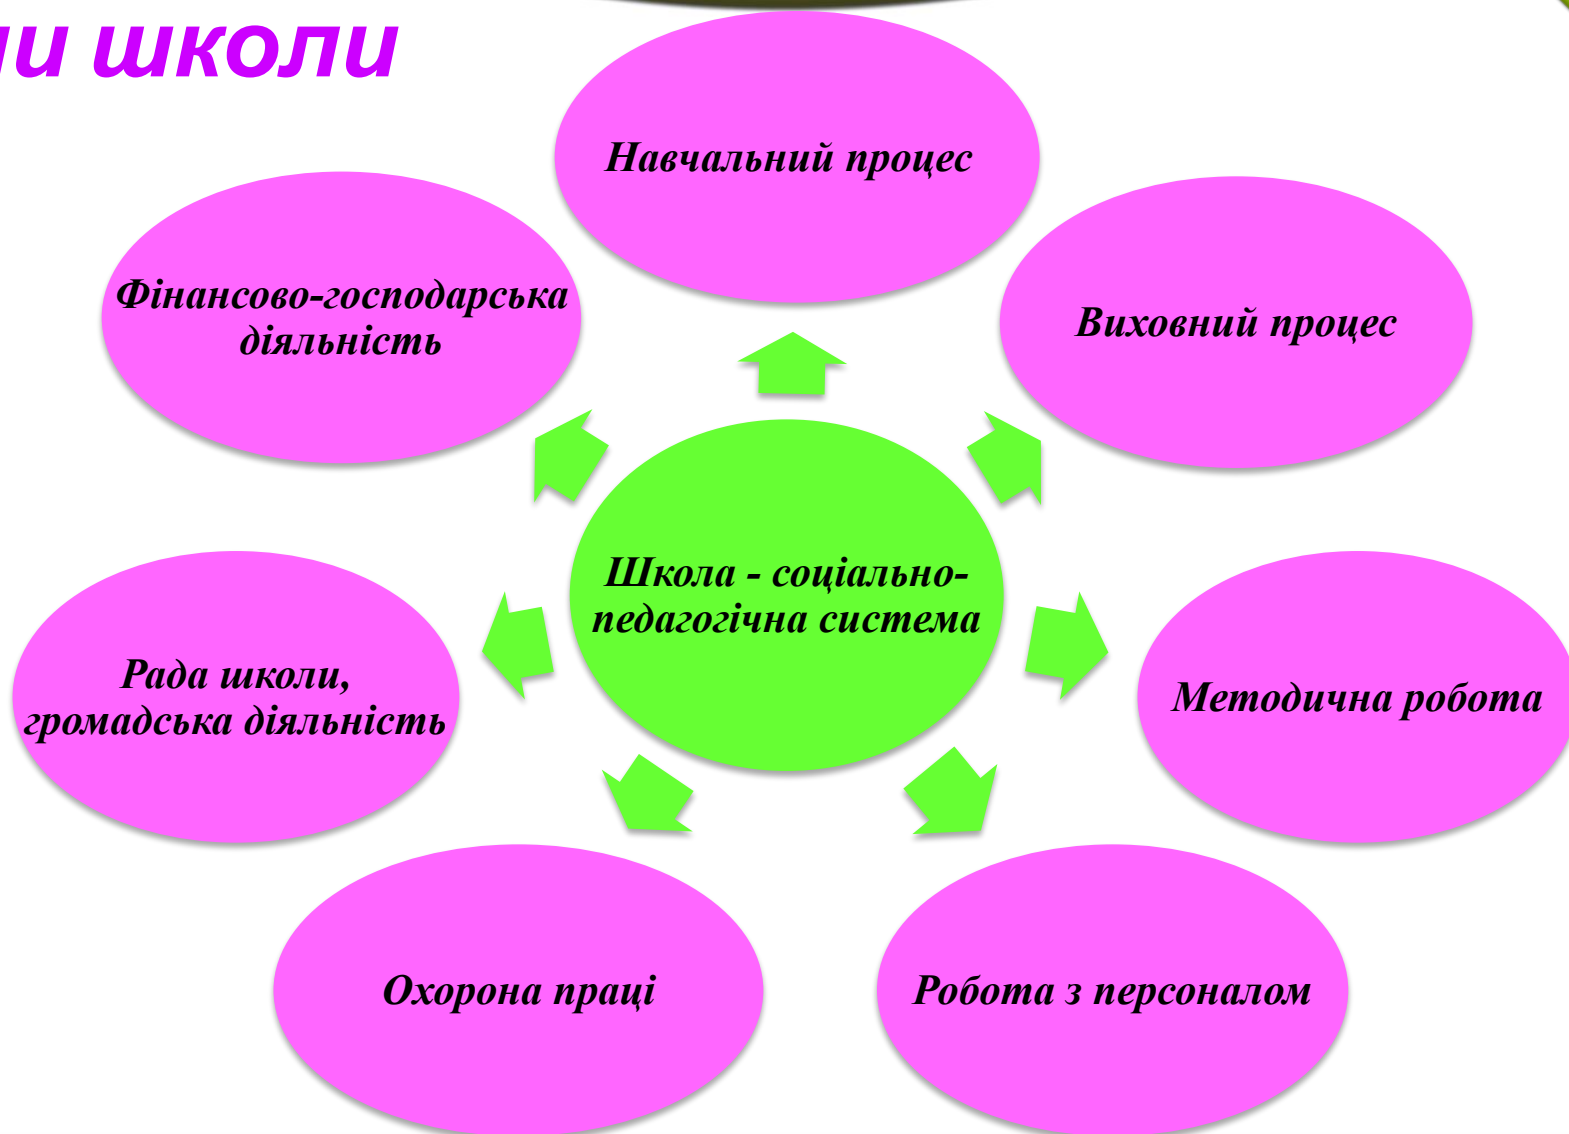 школи
Навчальний процес
Фінансово-господарська
діяльність
Виховний процес
Школа - соціально-
педагогічна система
Рада школи,
громадська діяльність
Методична робота
Охорона праці
Робота з персоналом